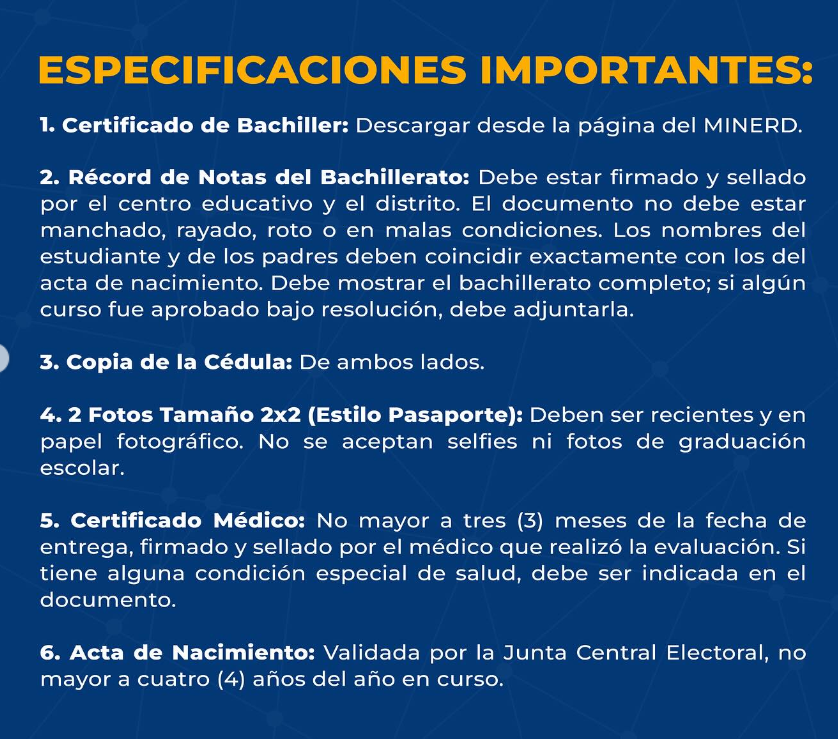 ESPECIFICACIONES IMPORTANTES:
1. Certificado de Bachiller: Descargar desde la página del MINERD.
2. Récord de Notas del Bachillerato: Debe estar firmado y sellado
por el centro educativo y el distrito. El documento no debe estar
manchado, rayado, roto o en malas condiciones. Los nombres del
estudiante y de los padres deben coincidir exactamente con los del
acta de nacimiento. Debe mostrar el bachillerato completo; si algún
curso fue aprobado bajo resolución, debe adjuntarla.
3. Copia de la Cédula: De ambos lados.
4. 2 Fotos Tamaño 2x2 (Estilo Pasaporte): Deben ser recientes y en
papel fotográfico. No se aceptan selfies ni fotos de graduación
escolar.
5. Certificado Médico: No mayor a tres (3) meses de la fecha de
entrega, firmado y sellado por el médico que realizó la evaluación. Si
tiene alguna condición especial de salud, debe ser indicada en el
documento.
6. Acta de Nacimiento: Validada por la Junta Central Electoral, no
mayor a cuatro (4) años del año en curso.